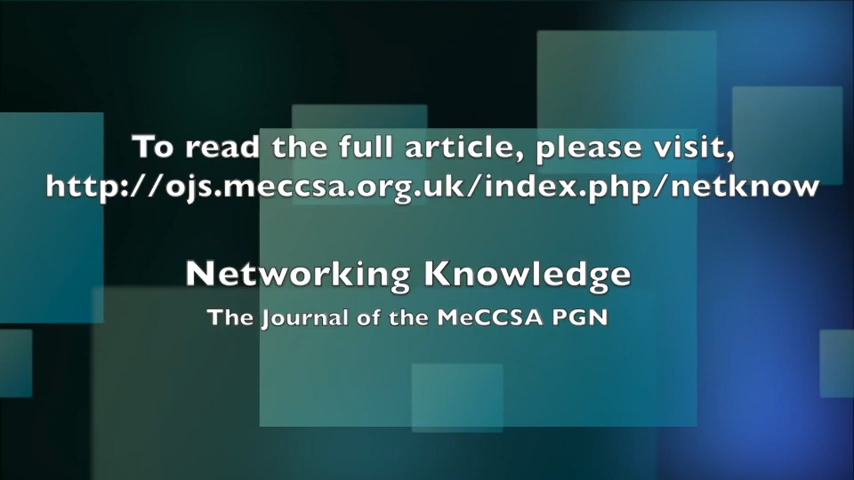 To read the full article, please visit,
http://ojs.meccsa.org.uk/index.php/netknow
Networking Knowledge
The Journal of the MeCCSA PGN